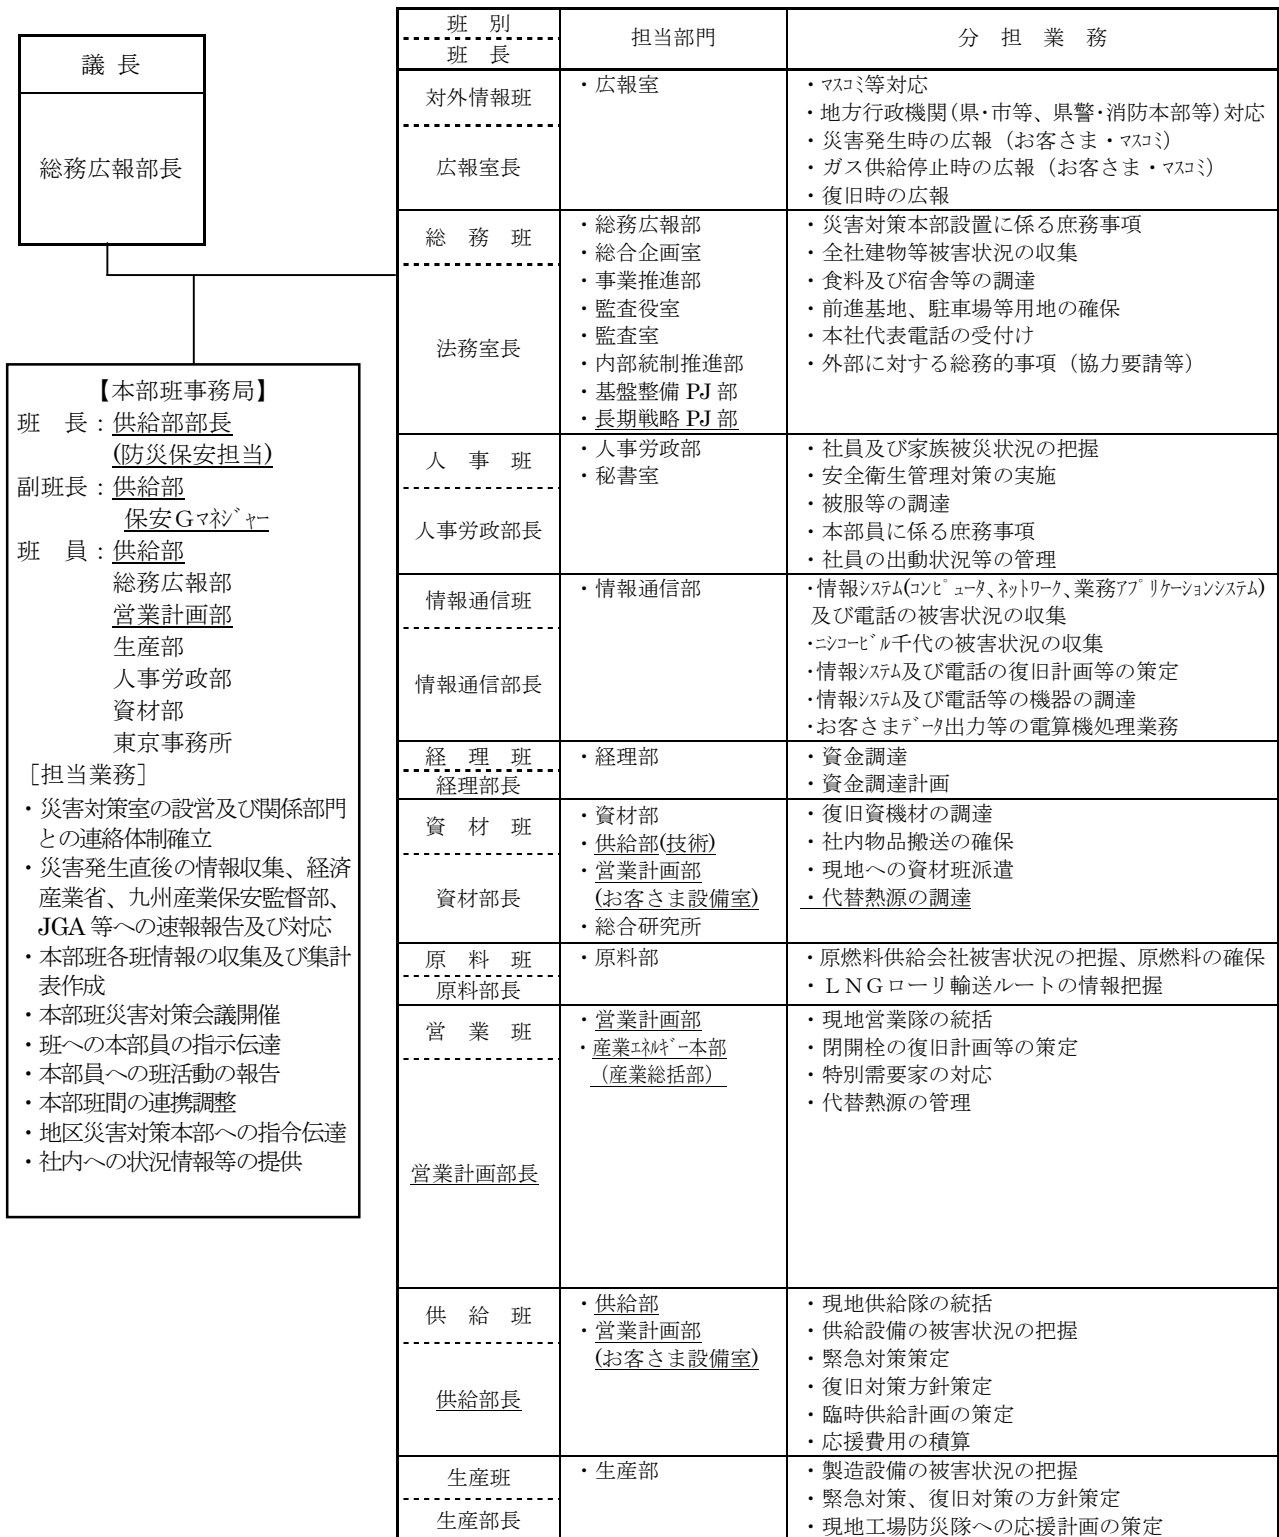 議 長
総務広報部長
【本部班事務局】
班　長：供給部部長
(防災保安担当)
副班長：供給部
保安Gﾏﾈｼﾞｬｰ
班　員：供給部
総務広報部
営業計画部
生産部
人事労政部
資材部
東京事務所
［担当業務］
・災害対策室の設営及び関係部門
との連絡体制確立
・災害発生直後の情報収集、経済
産業省、九州産業保安監督部、
JGA 等への速報報告及び対応
・本部班各班情報の収集及び集計
表作成
・本部班災害対策会議開催
・班への本部員の指示伝達
・本部員への班活動の報告
・本部班間の連携調整
・地区災害対策本部への指令伝達
・社内への状況情報等の提供
班　別
班　長
担当部門
分　担　業　務
対外情報班
広報室長
・広報室
・ﾏｽｺﾐ等対応
・地方行政機関(県・市等、県警・消防本部等)対応
・災害発生時の広報（お客さま・ﾏｽｺﾐ）
・ガス供給停止時の広報（お客さま・ﾏｽｺﾐ）
・復旧時の広報
総　務　班
法務室長
・総務広報部
・総合企画室
・事業推進部
・監査役室
・監査室
・内部統制推進部
・基盤整備 PJ 部
・長期戦略 PJ 部
・災害対策本部設置に係る庶務事項
・全社建物等被害状況の収集
・食料及び宿舎等の調達
・前進基地、駐車場等用地の確保
・本社代表電話の受付け
・外部に対する総務的事項（協力要請等）
人　事　班
人事労政部長
・人事労政部
・秘書室
・社員及び家族被災状況の把握
・安全衛生管理対策の実施
・被服等の調達
・本部員に係る庶務事項
・社員の出動状況等の管理
情報通信班
情報通信部長
・情報通信部
・情報ｼｽﾃﾑ(ｺﾝﾋﾟｭｰﾀ、ﾈｯﾄﾜｰｸ、業務ｱﾌﾟﾘｹｰｼｮﾝｼｽﾃﾑ)
及び電話の被害状況の収集
・ﾆｼｺｰﾋﾞﾙ千代の被害状況の収集
・情報ｼｽﾃﾑ及び電話の復旧計画等の策定
・情報ｼｽﾃﾑ及び電話等の機器の調達
・お客さまﾃﾞｰﾀ出力等の電算機処理業務
経　理　班
経理部長
・経理部
・資金調達
・資金調達計画
資　材　班
資材部長
・資材部
・供給部(技術)
・営業計画部
(お客さま設備室)
・総合研究所
・復旧資機材の調達
・社内物品搬送の確保
・現地への資材班派遣
・代替熱源の調達
原　料　班
原料部長
・原料部
・原燃料供給会社被害状況の把握、原燃料の確保
・ＬＮＧローリ輸送ルートの情報把握
営　業　班
営業計画部長
・営業計画部
・産業ｴﾈﾙｷﾞｰ本部
（産業総括部）
・現地営業隊の統括
・閉開栓の復旧計画等の策定
・特別需要家の対応
・代替熱源の管理
供　給　班
供給部長
・供給部
・営業計画部
(お客さま設備室)
・現地供給隊の統括
・供給設備の被害状況の把握
・緊急対策策定
・復旧対策方針策定
・臨時供給計画の策定
・応援費用の積算
生産班
生産部長
・生産部
・製造設備の被害状況の把握
・緊急対策、復旧対策の方針策定
・現地工場防災隊への応援計画の策定